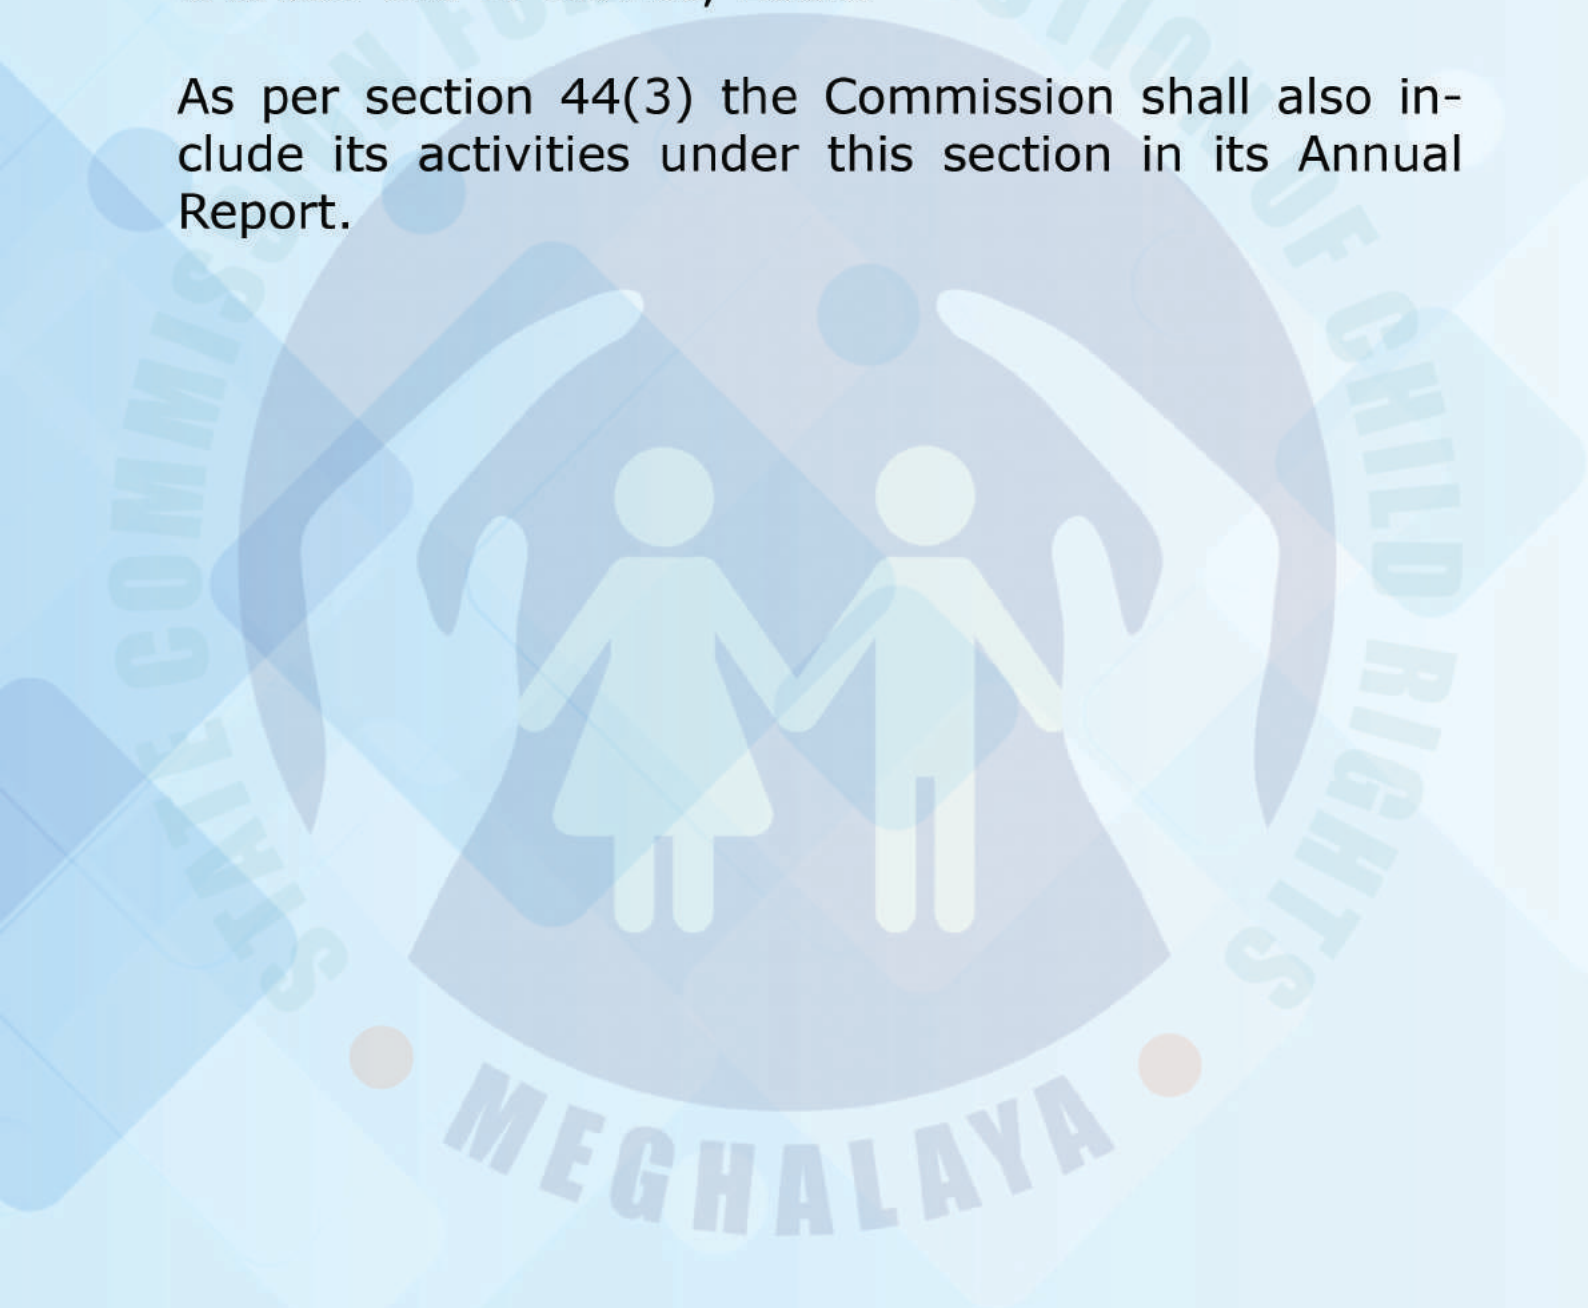 As per section 44(3) the Commission shall also in-
clude its activities under this section in its Annual
Report.
STATE COMMISSION FOR
TION OF CHILD RIGHTS
MEGHALAYA